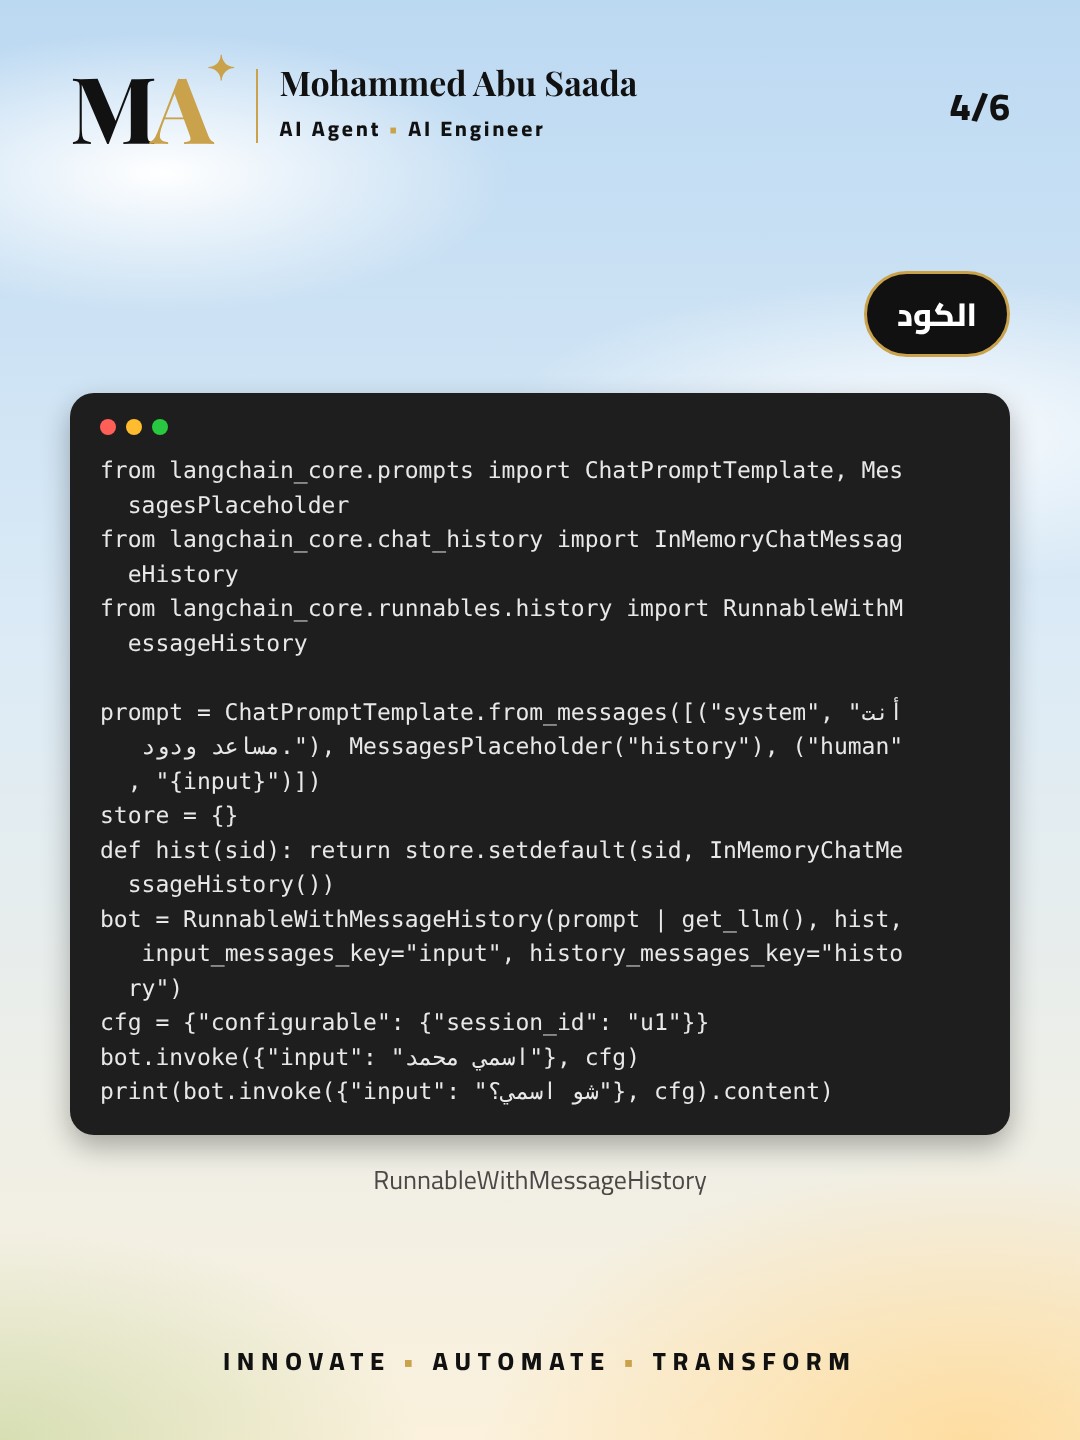 MA
Mohammed Abu Saada
AI Agent ▪ AI Engineer
4/6
الكود
from langchain_core.prompts import ChatPromptTemplate, Mes
sagesPlaceholder
from langchain_core.chat_history import InMemoryChatMessag
eHistory
from langchain_core.runnables.history import RunnableWithM
essageHistory
prompt = ChatPromptTemplate.from_messages([("system", "أنت
مساعد ودود."), MessagesPlaceholder("history"), ("human"
, "{input}")])
store = {}
def hist(sid): return store.setdefault(sid, InMemoryChatMe
ssageHistory())
bot = RunnableWithMessageHistory(prompt | get_llm(), hist,
input_messages_key="input", history_messages_key="histo
ry")
cfg = {"configurable": {"session_id": "u1"}}
bot.invoke({"input": "اسمي محمد"}, cfg)
print(bot.invoke({"input": "شو اسمي؟"}, cfg).content)
RunnableWithMessageHistory
INNOVATE ▪ AUTOMATE ▪ TRANSFORM